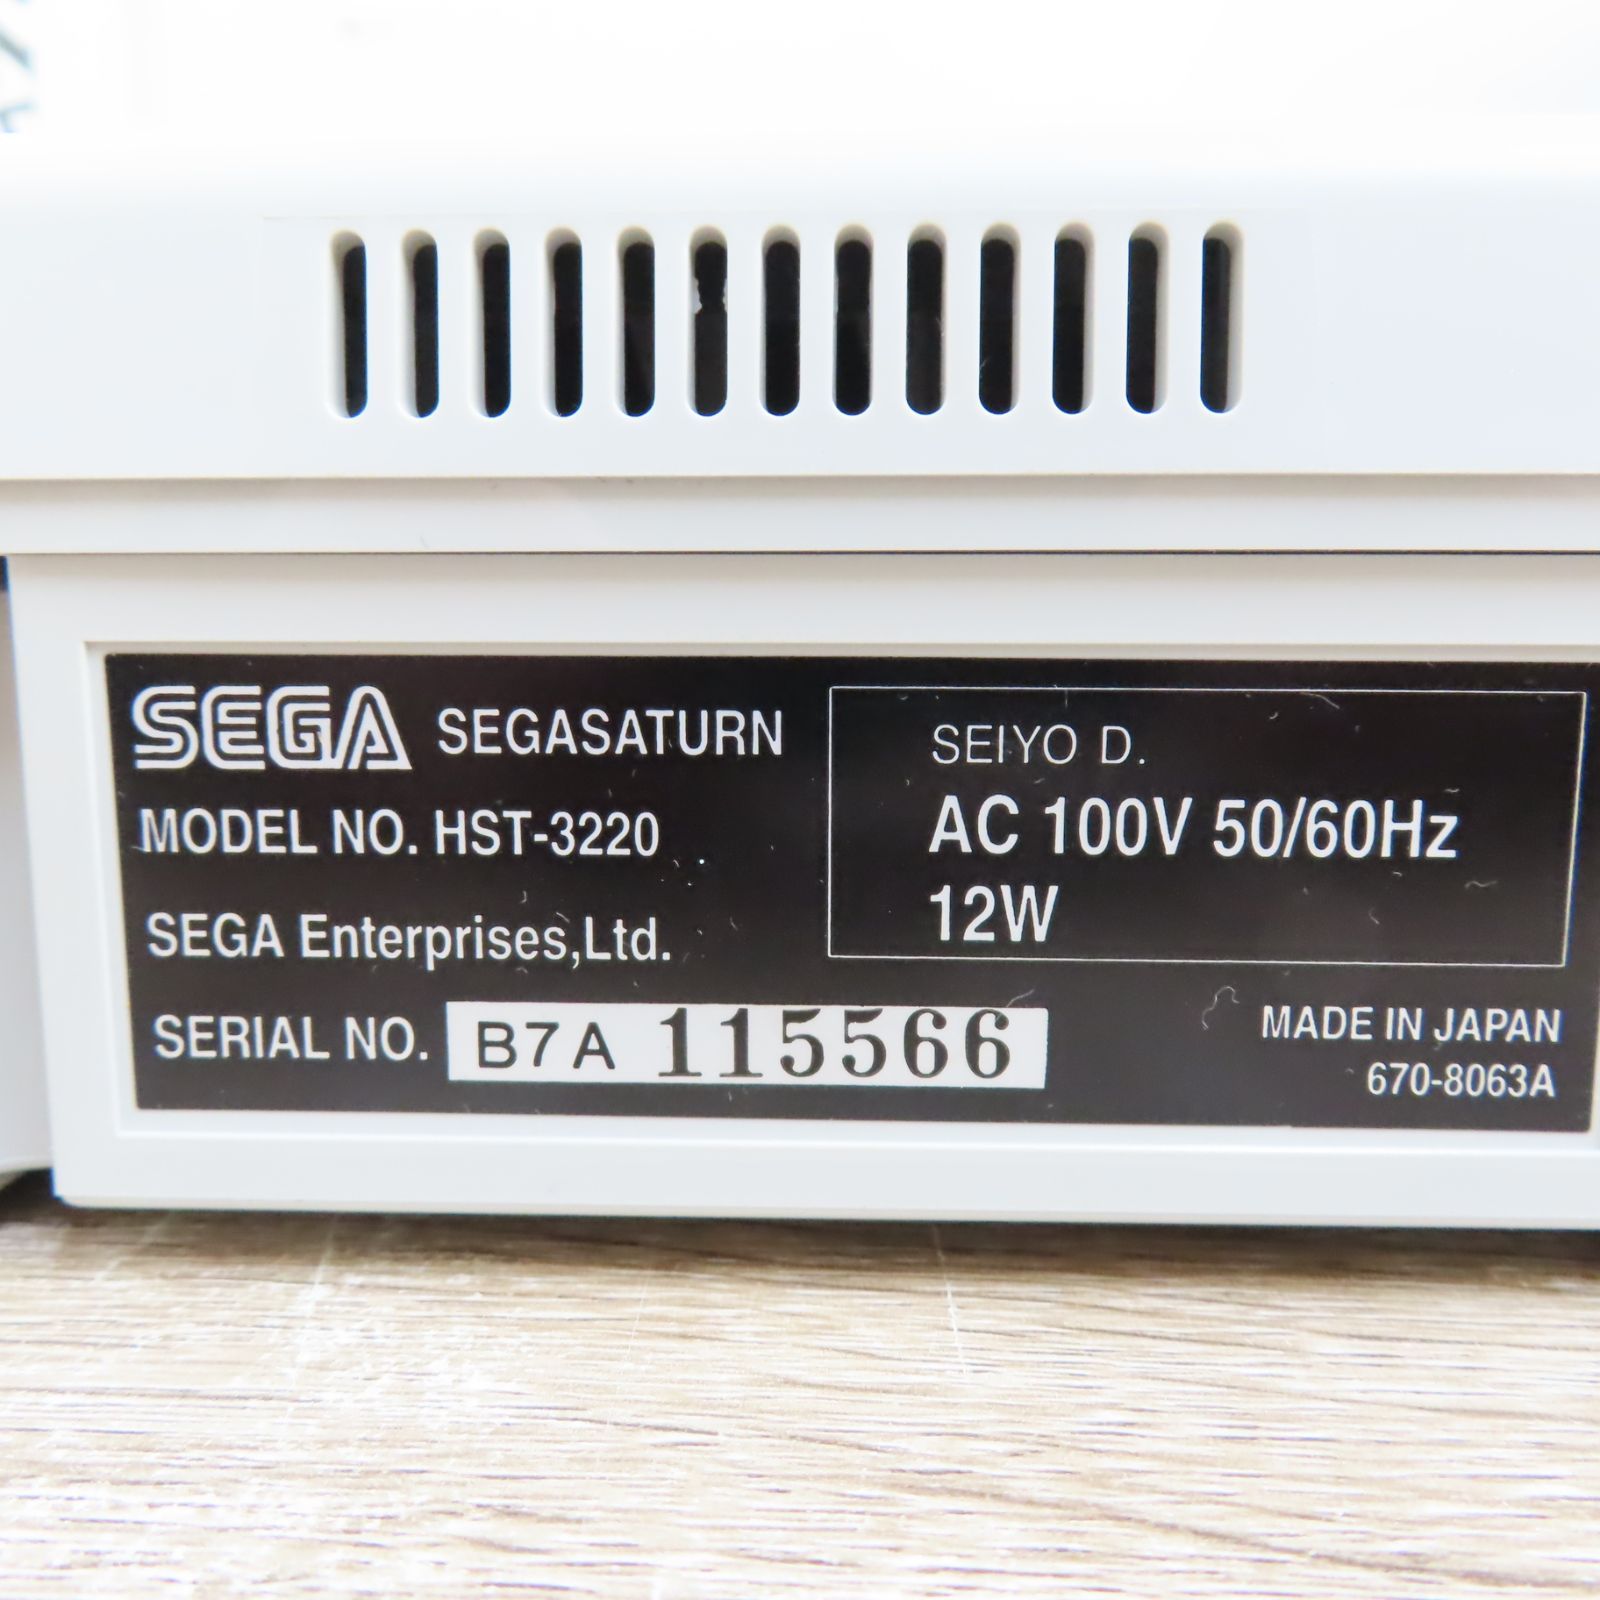 SEGA SEGASATURN
MODEL NO. HST-3220
SEGA Enterprises,Ltd.
SERIAL NO. B7A 115566
SEIYO D.
AC 100V 50/60Hz
12W
MADE IN JAPAN
670-8063A